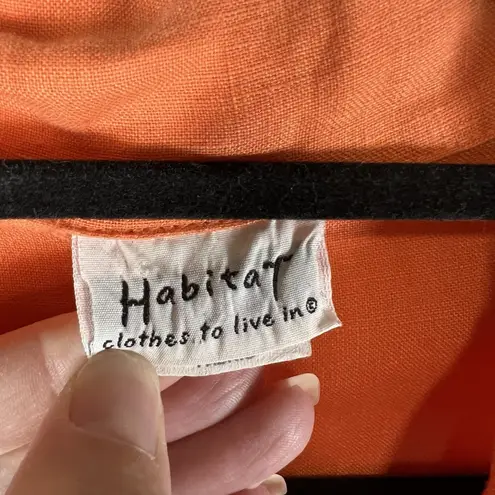 Habitat
clothes to live in®